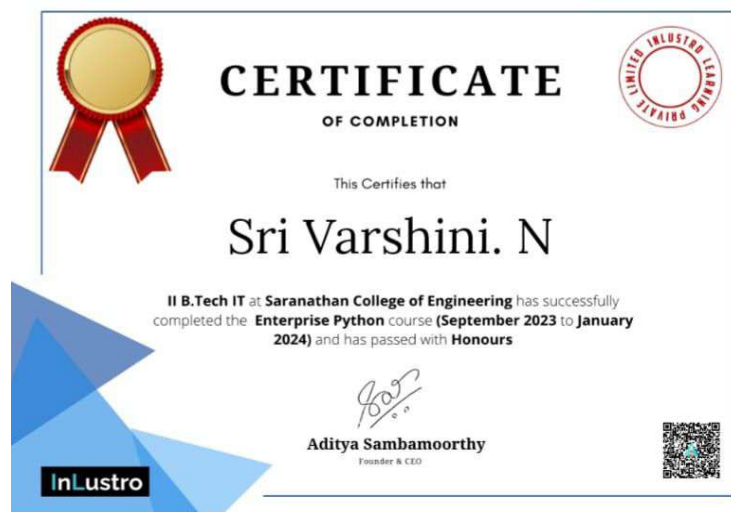 CERTIFICATE
INLUSTRO LEARNING PRIVATE LIMITED
OF COMPLETION
This Certifies that
Sri Varshini. N
II B.Tech IT at Saranathan College of Engineering has successfully
completed the Enterprise Python course (September 2023 to January
2024) and has passed with Honours
Aditya Sambamoorthy
Founder & CEO
InLustro